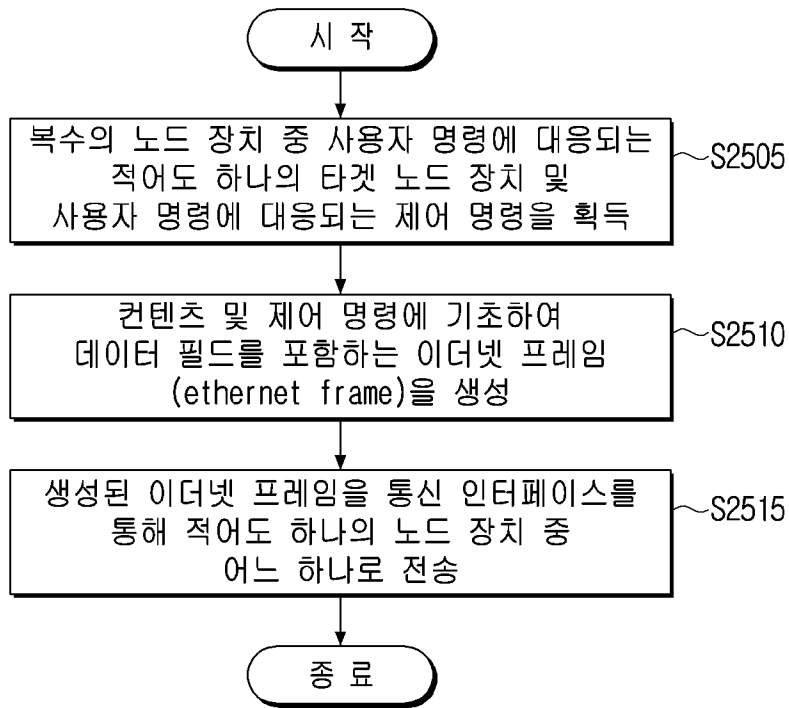 시 작
복수의 노드 장치 중 사용자 명령에 대응되는
적어도 하나의 타겟 노드 장치 및
사용자 명령에 대응되는 제어 명령을 획득
S2505
컨텐츠 및 제어 명령에 기초하여
데이터 필드를 포함하는 이더넷 프레임
(ethernet frame)을 생성
S2510
생성된 이더넷 프레임을 통신 인터페이스를
통해 적어도 하나의 노드 장치 중
어느 하나로 전송
S2515
종 료